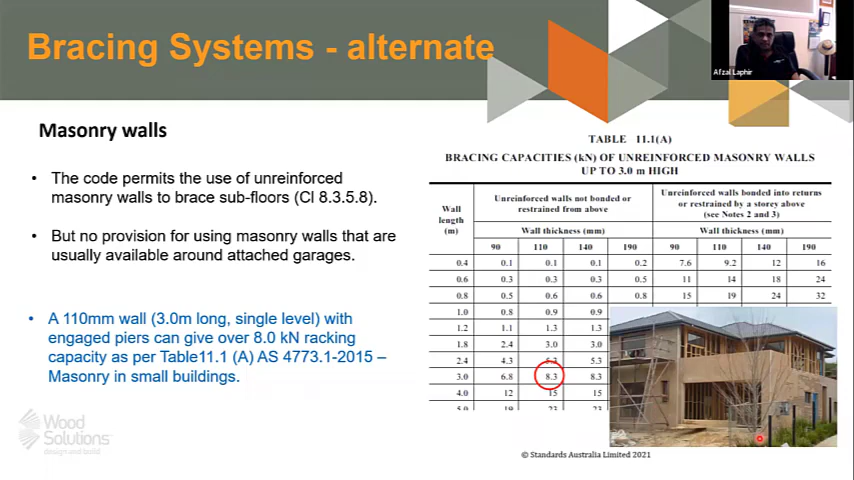 Bracing Systems - alternate
Afzal Laphir
Masonry walls
• The code permits the use of unreinforced
masonry walls to brace sub-floors (Cl 8.3.5.8).
• But no provision for using masonry walls that are
usually available around attached garages.
• A 110mm wall (3.0m long, single level) with
engaged piers can give over 8.0 kN racking
capacity as per Table11.1 (A) AS 4773.1-2015 –
Masonry in small buildings.
TABLE 11.1(A)
BRACING CAPACITIES (kN) OF UNREINFORCED MASONRY WALLS
UP TO 3.0 m HIGH
Wall length (m)
Unreinforced walls not bonded or
restrained from above
Unreinforced walls bonded into returns
or restrained by a storey above
(see Notes 2 and 3)
Wall thickness (mm) Wall thickness (mm)
90 110 140 190 90 110 140 190
0.4 0.1 0.1 0.1 0.2 7.6 9.2 12 16
0.6 0.3 0.3 0.3 0.5 11 14 18 24
0.8 0.5 0.6 0.6 0.8 15 19 24 32
1.0 0.8 0.9 0.9
1.2 1.1 1.3 1.3
1.8 2.4 3.0 3.0
2.4 4.3 5.3 5.3
3.0 6.8 8.3 8.3
4.0 12 15 15
Wood
Solutions
design and build
© Standards Australia Limited 2021